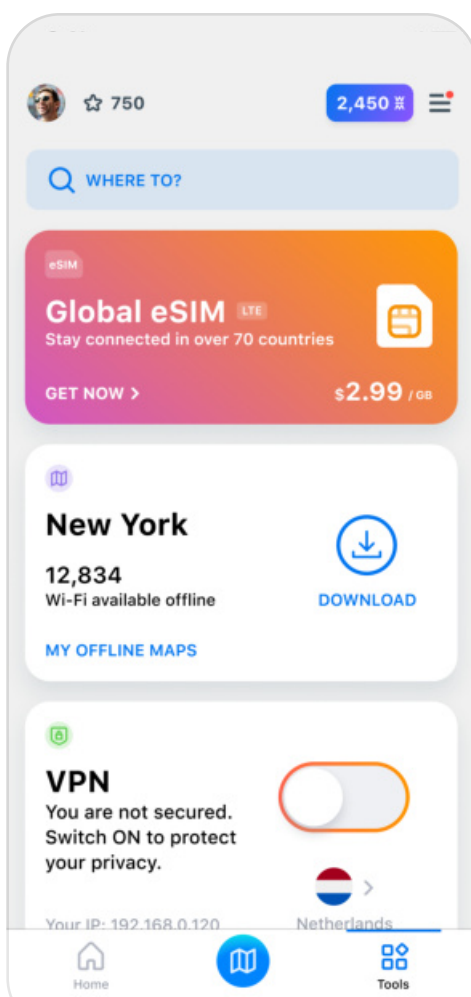 750
2,450
WHERE TO?
eSIM
Global eSIM LTE
Stay connected in over 70 countries
GET NOW >
$2.99 / GB
New York
12,834
Wi-Fi available offline
DOWNLOAD
MY OFFLINE MAPS
VPN
You are not secured.
Switch ON to protect
your privacy.
Your IP: 192.168.0.120
Netherlands
Home
Tools